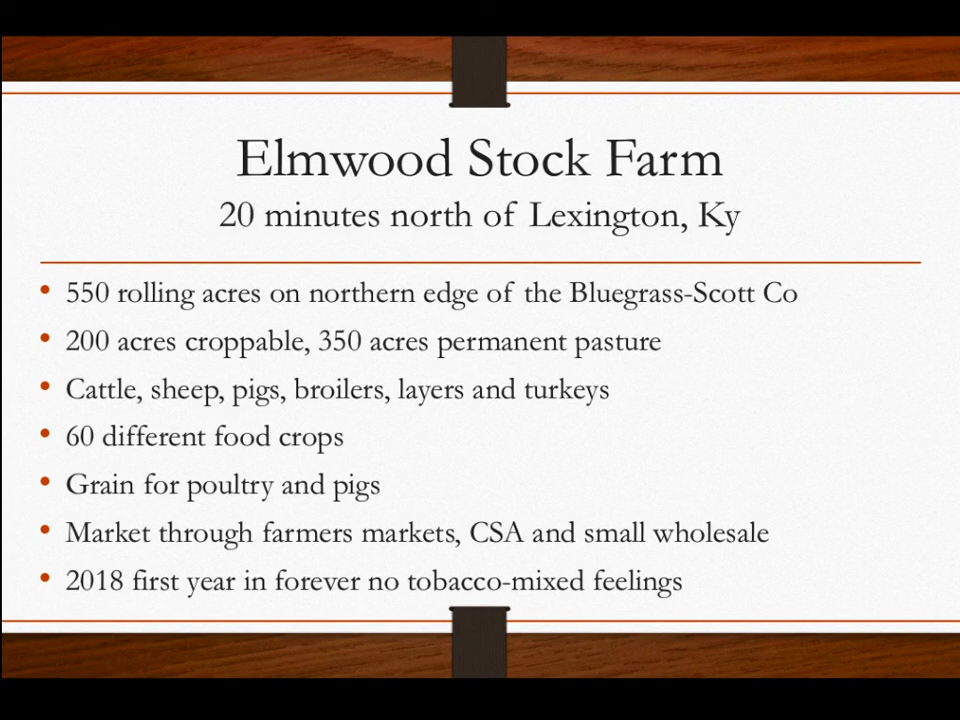 Elmwood Stock Farm
20 minutes north of Lexington, Ky
• 550 rolling acres on northern edge of the Bluegrass-Scott Co
• 200 acres croppable, 350 acres permanent pasture
• Cattle, sheep, pigs, broilers, layers and turkeys
• 60 different food crops
• Grain for poultry and pigs
• Market through farmers markets, CSA and small wholesale
• 2018 first year in forever no tobacco-mixed feelings